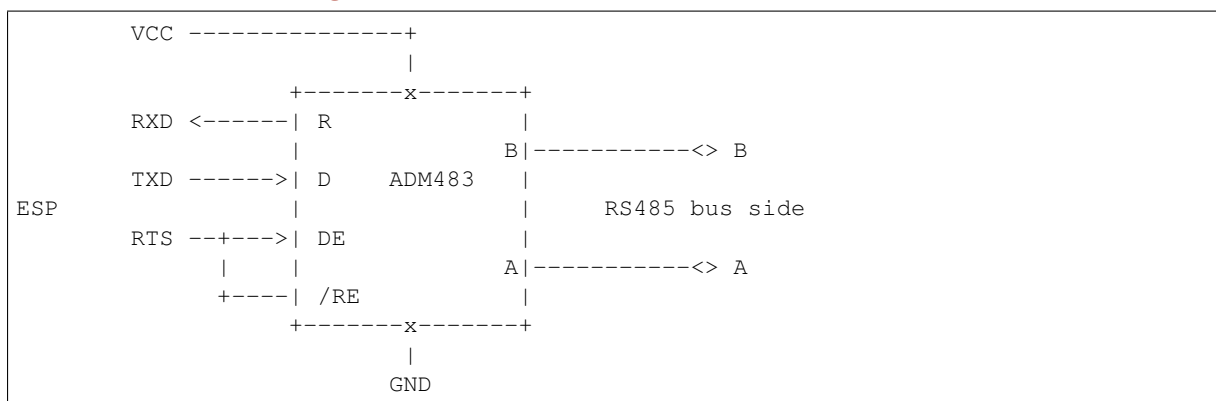 VCC ---------------+
|
+-------x-------+
RXD <------| R |
| B|-----------<> B
TXD ------>| D ADM483 |
ESP | | RS485 bus side
RTS --+--->| DE |
| | A|-----------<> A
+----| /RE |
+-------x-------+
|
GND